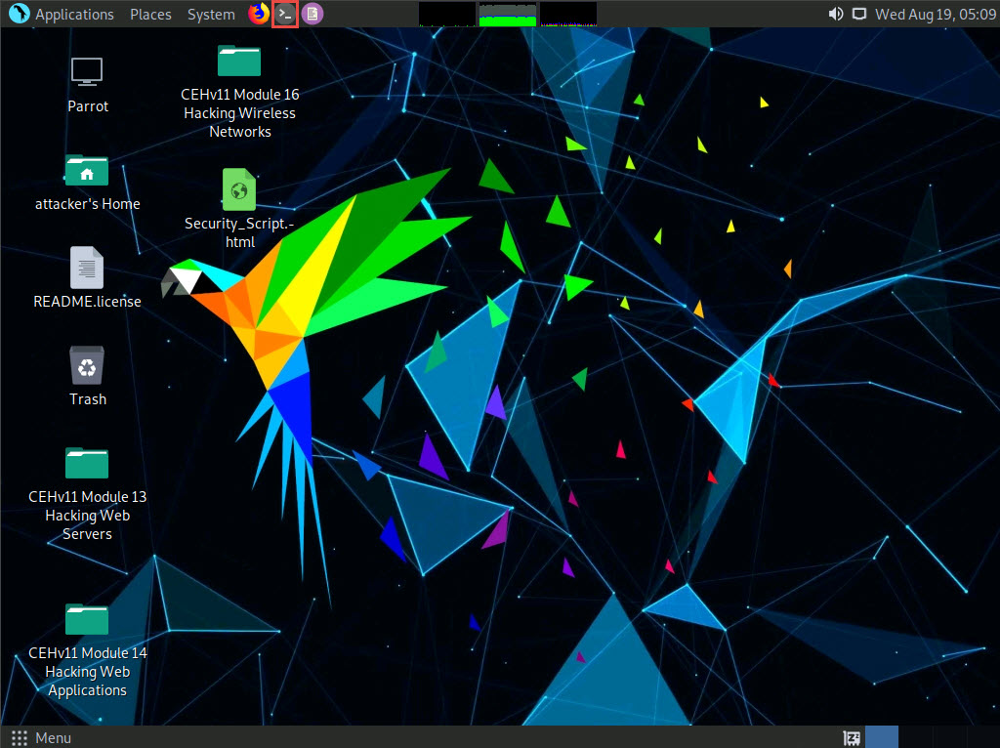 Applications Places System Wed Aug 19, 05:09
Parrot
CEHv11 Module 16
Hacking Wireless
Networks
attacker's Home
Security_Script.-
html
README.license
Trash
CEHv11 Module 13
Hacking Web
Servers
CEHv11 Module 14
Hacking Web
Applications
Menu